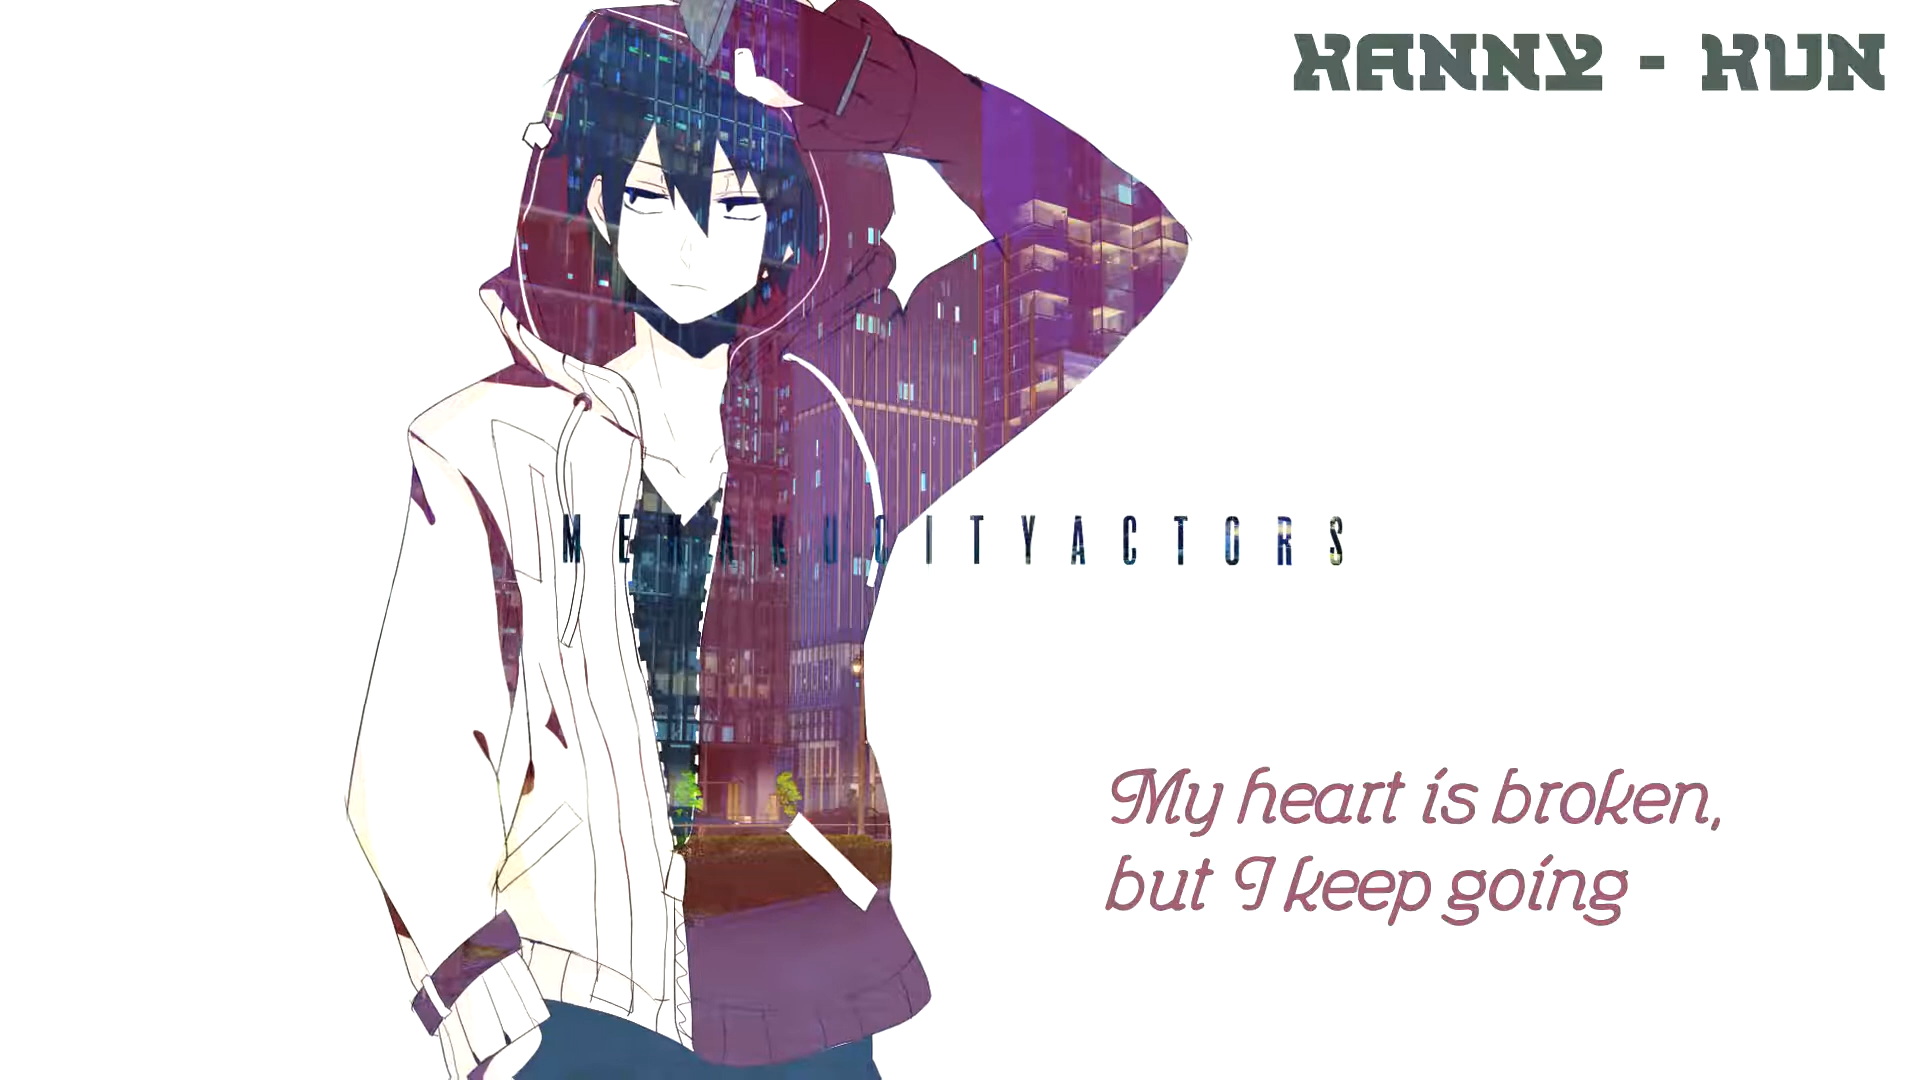 XANNY - KUN
MEKAKUCITYACTORS
My heart is broken,
but I keep going